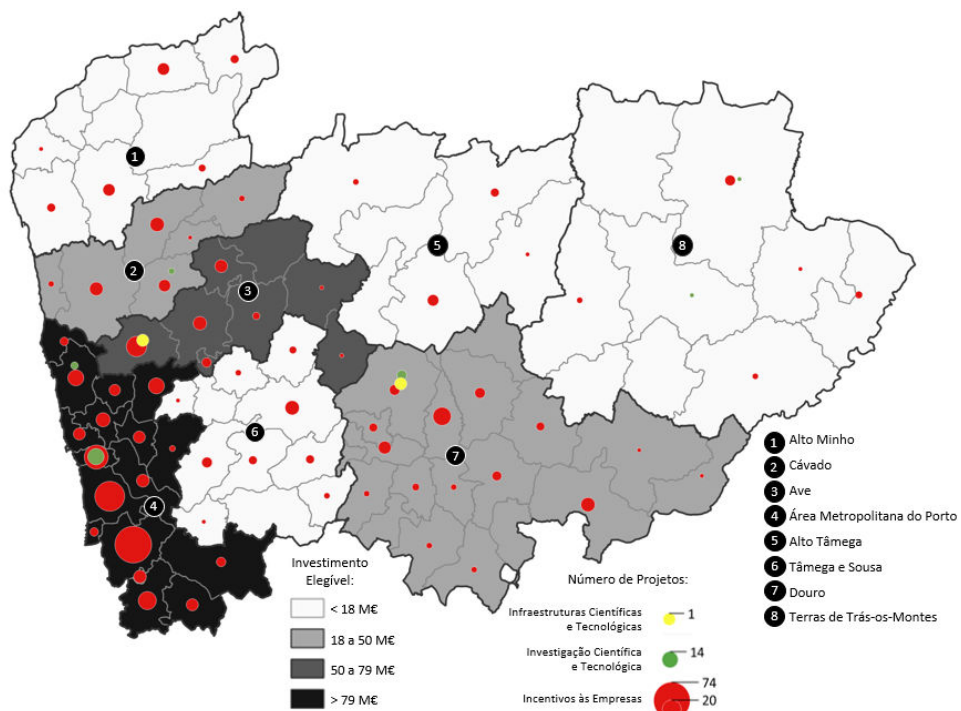 1
2
3
4
5
6
7
8
Investimento
Elegível:
< 18 M€
18 a 50 M€
50 a 79 M€
> 79 M€
Número de Projetos:
Infraestruturas Científicas
e Tecnológicas
1
Investigação Científica
e Tecnológica
14
Incentivos às Empresas
74
20
1 Alto Minho
2 Cávado
3 Ave
4 Área Metropolitana do Porto
5 Alto Tâmega
6 Tâmega e Sousa
7 Douro
8 Terras de Trás-os-Montes